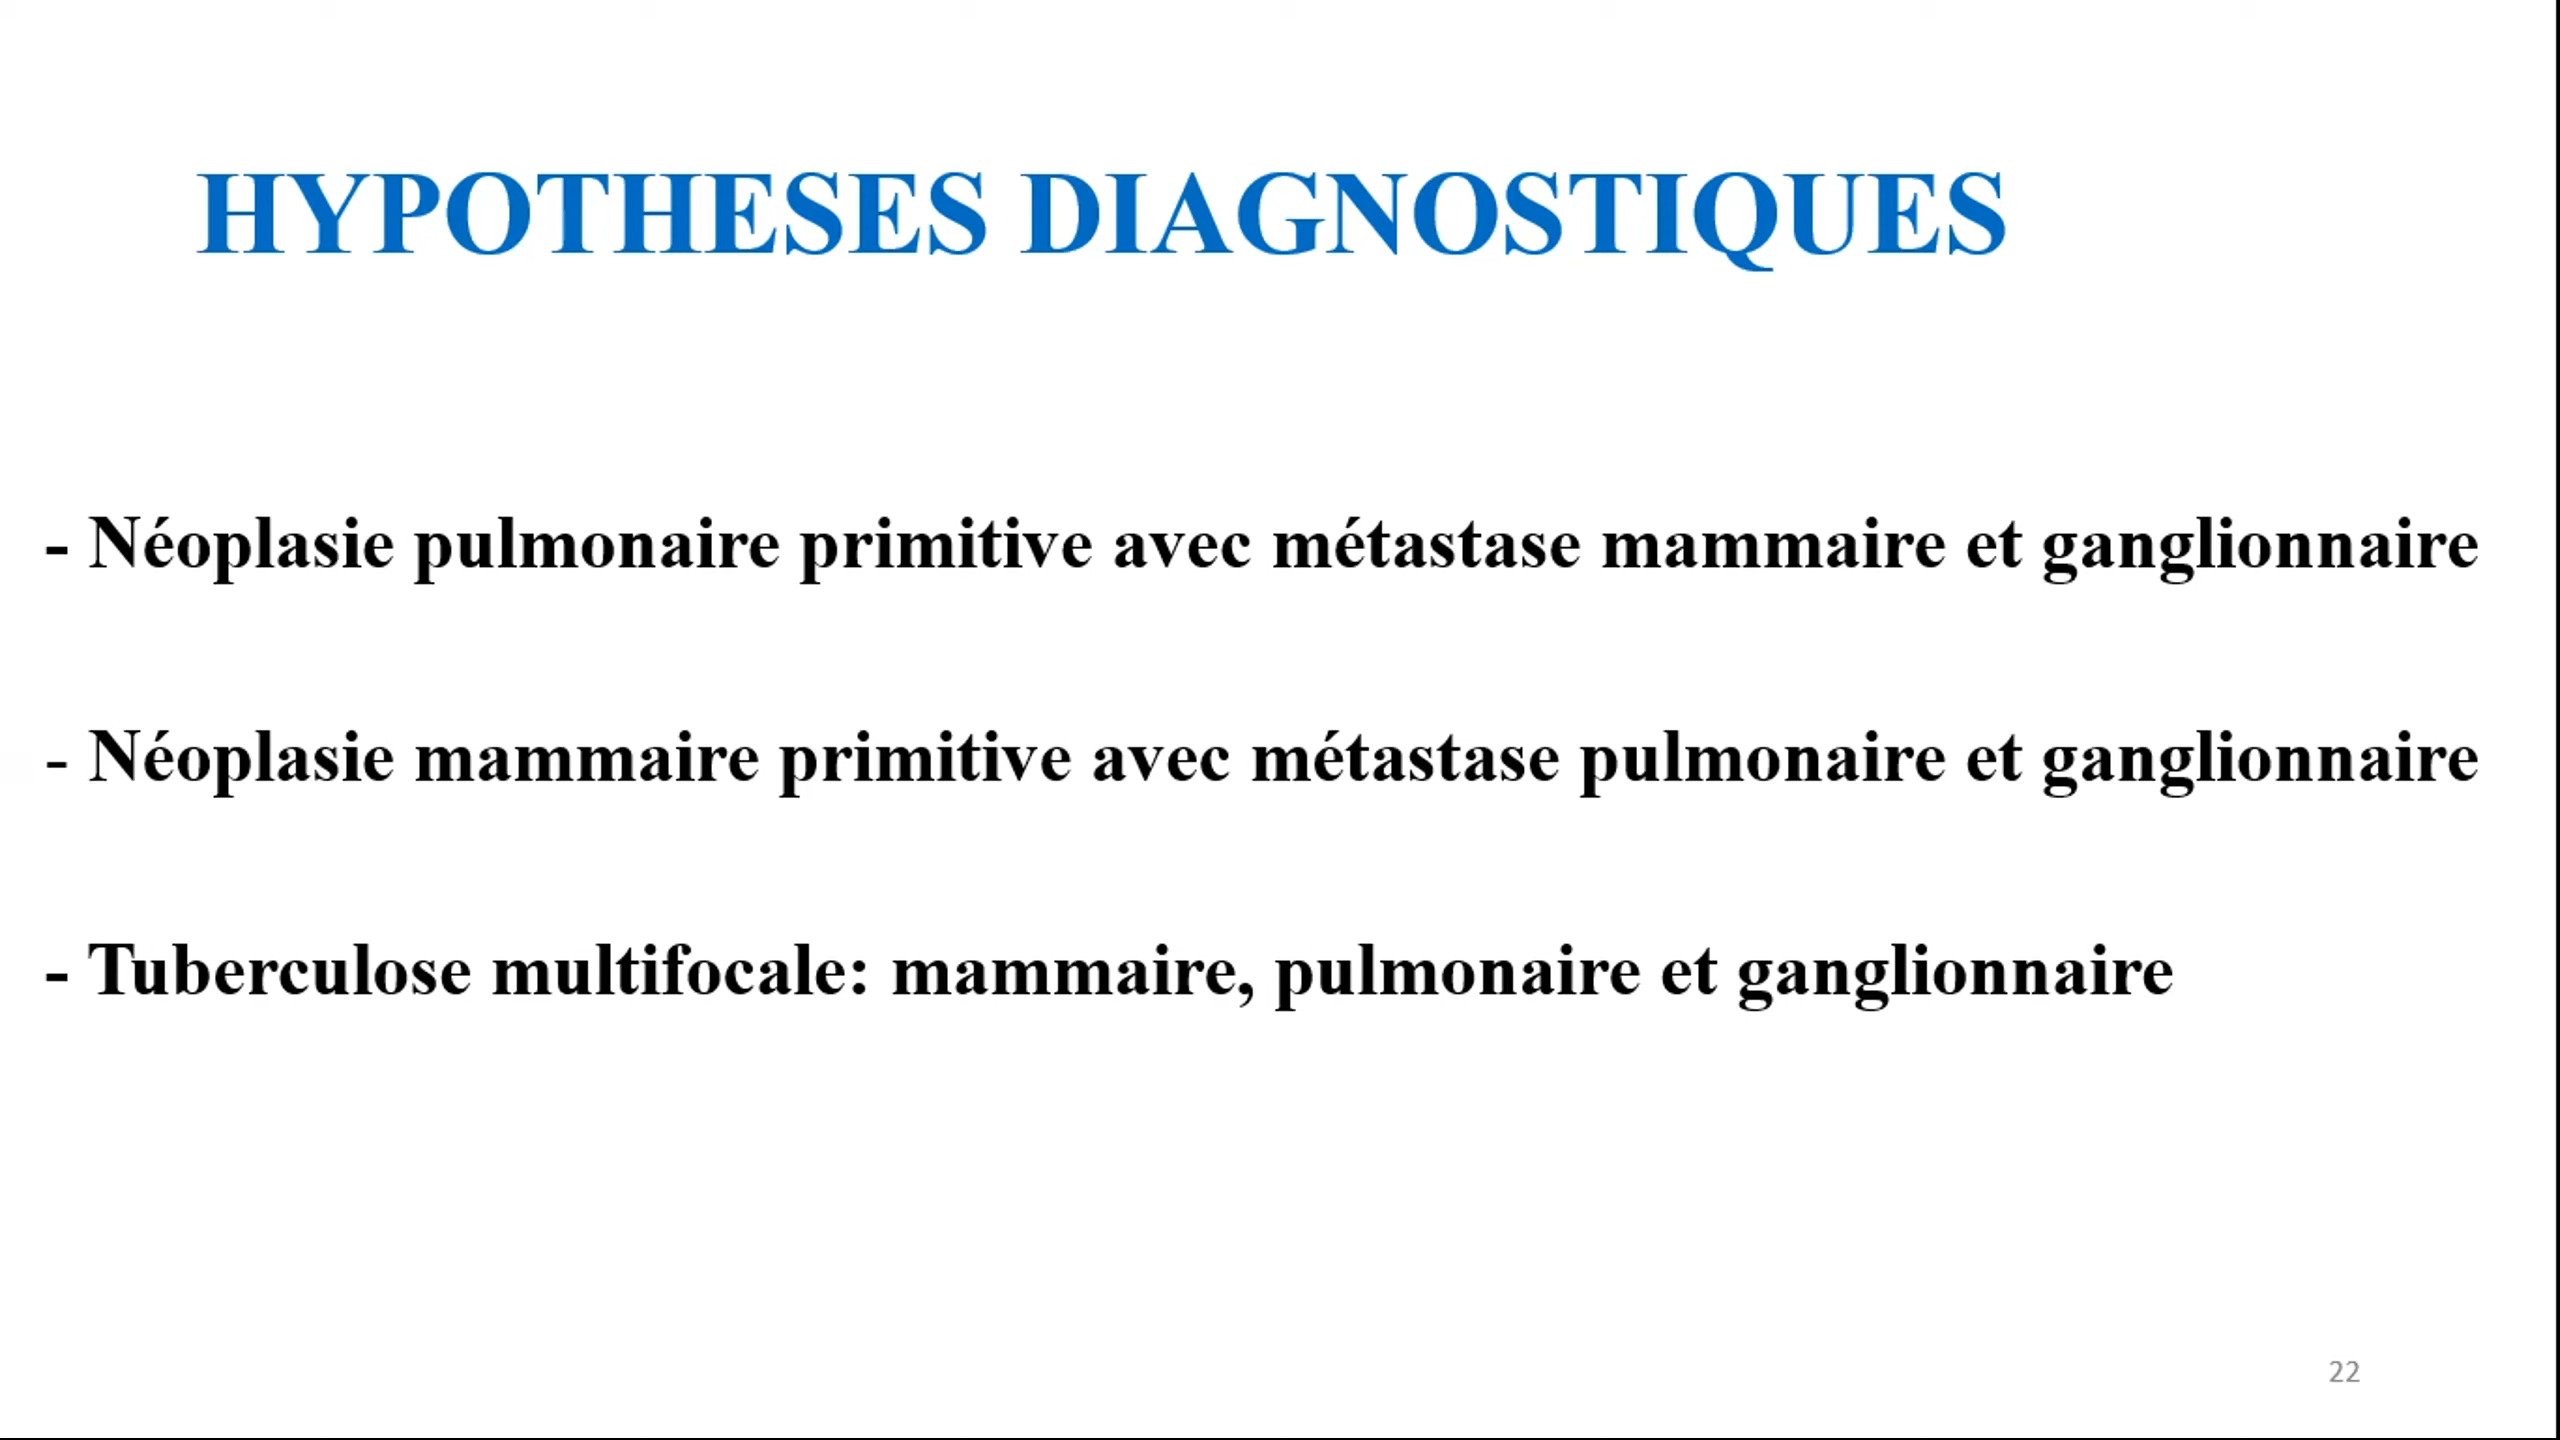 HYPOTHESES DIAGNOSTIQUES
- Néoplasie pulmonaire primitive avec métastase mammaire et ganglionnaire
- Néoplasie mammaire primitive avec métastase pulmonaire et ganglionnaire
- Tuberculose multifocale: mammaire, pulmonaire et ganglionnaire
22